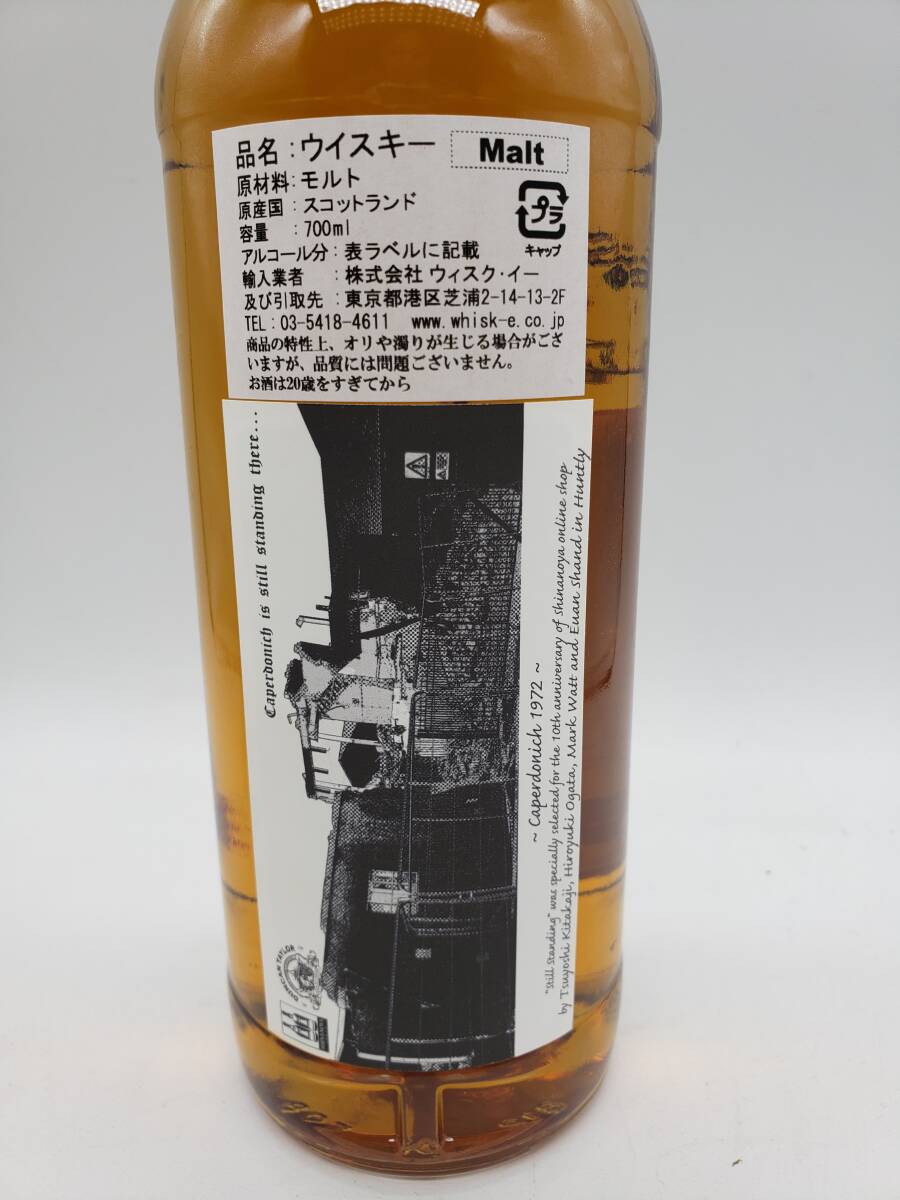 品名:ウイスキー
Malt
原材料:モルト
原産国:スコットランド
容量 :700ml
プラ
キャップ
アルコール分:表ラベルに記載
輸入業者 :株式会社 ウィスク・イー
及び引取先 :東京都港区芝浦2-14-13-2F
TEL:03-5418-4611 www.whisk-e.co.jp
商品の特性上、オリや濁りが生じる場合がござ
いますが、品質には問題ございません。
お酒は20歳をすぎてから
Caperdonich is still standing there...
~ Caperdonich 1972 ~
"Still Standing" was specially selected for the 10th anniversary of shinanoya online shop
by Tsuyoshi Kitakaji, Hiroyuki Ogata, Mark Watt and Euan Shand in Huntly
DUNCAN TAYLOR